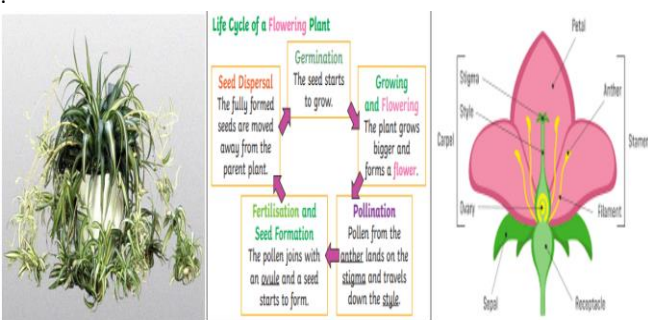 Life Cycle of a Flowering Plant
Germination
The seed starts
to grow.
Growing
and Flowering
The plant grows
bigger and
forms a flower.
Pollination
Pollen from the
anther lands on the
stigma and travels
down the style.
Fertilisation and
Seed Formation
The pollen joins with
an ovule and a seed
starts to form.
Seed Dispersal
The fully formed
seeds are moved
away from the
parent plant.
Petal
Stigma
Anther
Style
Carpel
Stamen
Ovary
Filament
Sepal
Receptacle